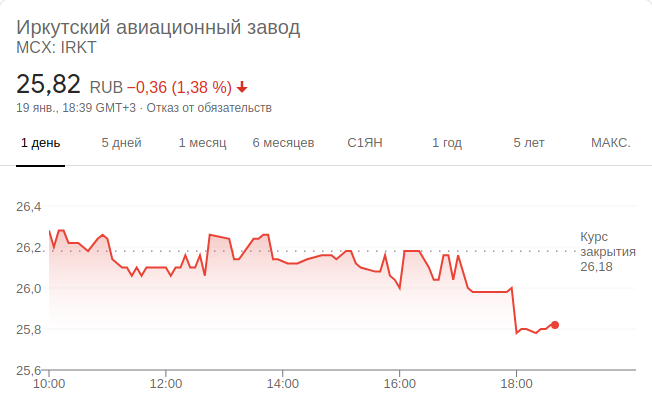 Иркутский авиационный завод
MCX: IRKT
25,82 RUB −0,36 (1,38 %)
19 янв., 18:39 GMT+3 · Отказ от обязательств
1 день 5 дней 1 месяц 6 месяцев С1ЯН 1 год 5 лет МАКС.
26,4
26,2
26,0
25,8
25,6
Курс
закрытия
26,18
10:00 12:00 14:00 16:00 18:00